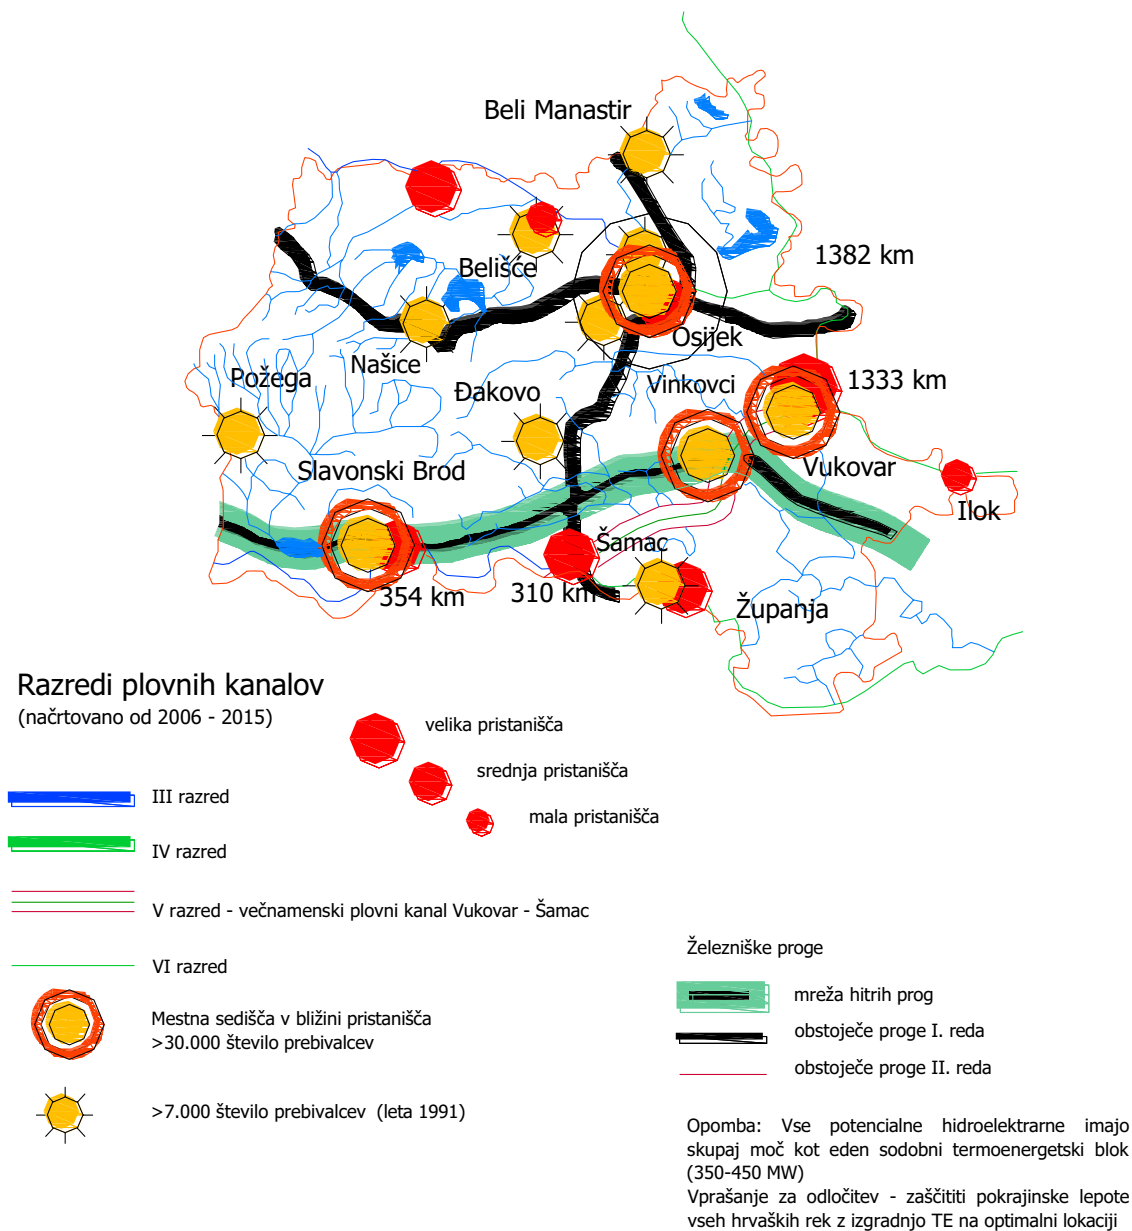 Beli Manastir
1382 km
Belišće
Osijek
Našice
Požega
Đakovo
Vinkovci
1333 km
Slavonski Brod
Vukovar
Ilok
Šamac
354 km
310 km
Županja
Razredi plovnih kanalov
(načrtovano od 2006 - 2015)
velika pristanišča
srednja pristanišča
mala pristanišča
III razred
IV razred
V razred - večnamenski plovni kanal Vukovar - Šamac
VI razred
Mestna sedišča v bližini pristanišča
>30.000 število prebivalcev
>7.000 število prebivalcev (leta 1991)
Železniške proge
mreža hitrih prog
obstoječe proge I. reda
obstoječe proge II. reda
Opomba: Vse potencialne hidroelektrarne imajo
skupaj moč kot eden sodobni termoenergetski blok
(350-450 MW)
Vprašanje za odločitev - zaščititi pokrajinske lepote
vseh hrvaških rek z izgradnjo TE na optimalni lokaciji